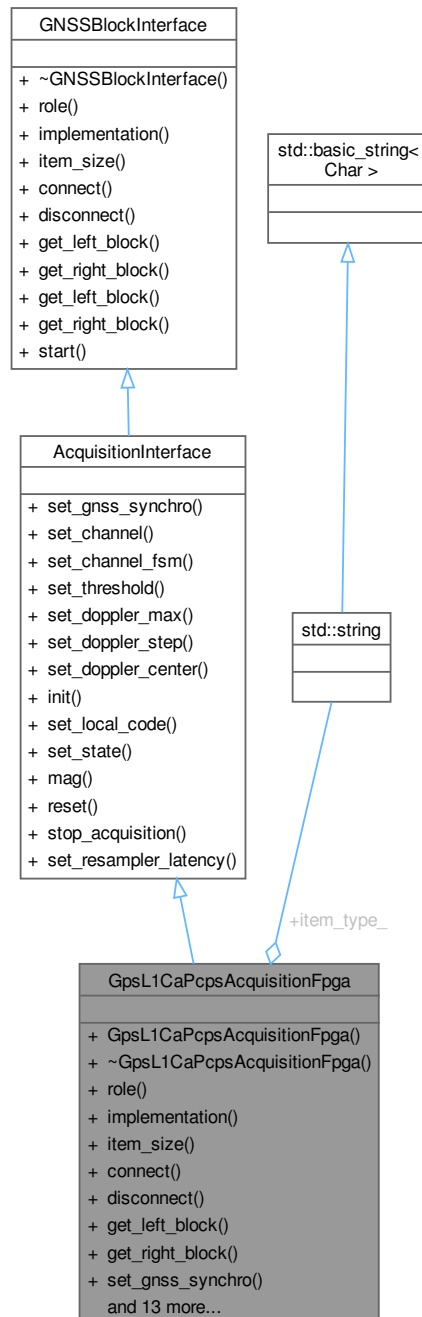 GNSSBlockInterface
+ ~GNSSBlockInterface()
+ role()
+ implementation()
+ item_size()
+ connect()
+ disconnect()
+ get_left_block()
+ get_right_block()
+ get_left_block()
+ get_right_block()
+ start()
std::basic_string<
Char >
AcquisitionInterface
+ set_gnss_synchro()
+ set_channel()
+ set_channel_fsm()
+ set_threshold()
+ set_doppler_max()
+ set_doppler_step()
+ set_doppler_center()
+ init()
+ set_local_code()
+ set_state()
+ mag()
+ reset()
+ stop_acquisition()
+ set_resampler_latency()
std::string
+item_type_
GpsL1CaPcpsAcquisitionFpga
+ GpsL1CaPcpsAcquisitionFpga()
+ ~GpsL1CaPcpsAcquisitionFpga()
+ role()
+ implementation()
+ item_size()
+ connect()
+ disconnect()
+ get_left_block()
+ get_right_block()
+ set_gnss_synchro()
and 13 more...